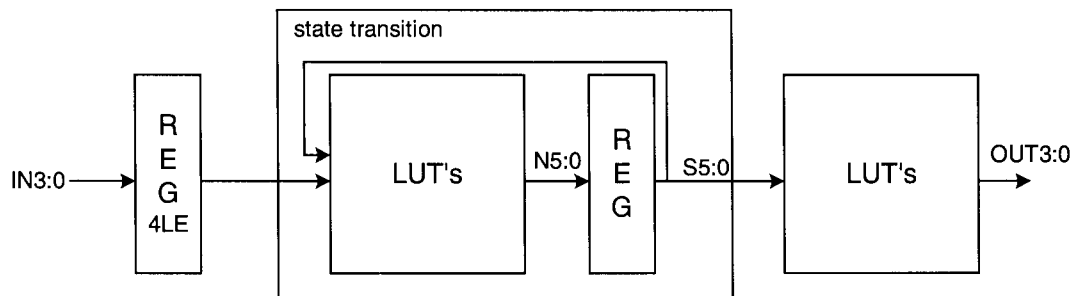 state transition
IN3:0
R
E
G
4LE
LUT's
N5:0
R
E
G
S5:0
LUT's
OUT3:0